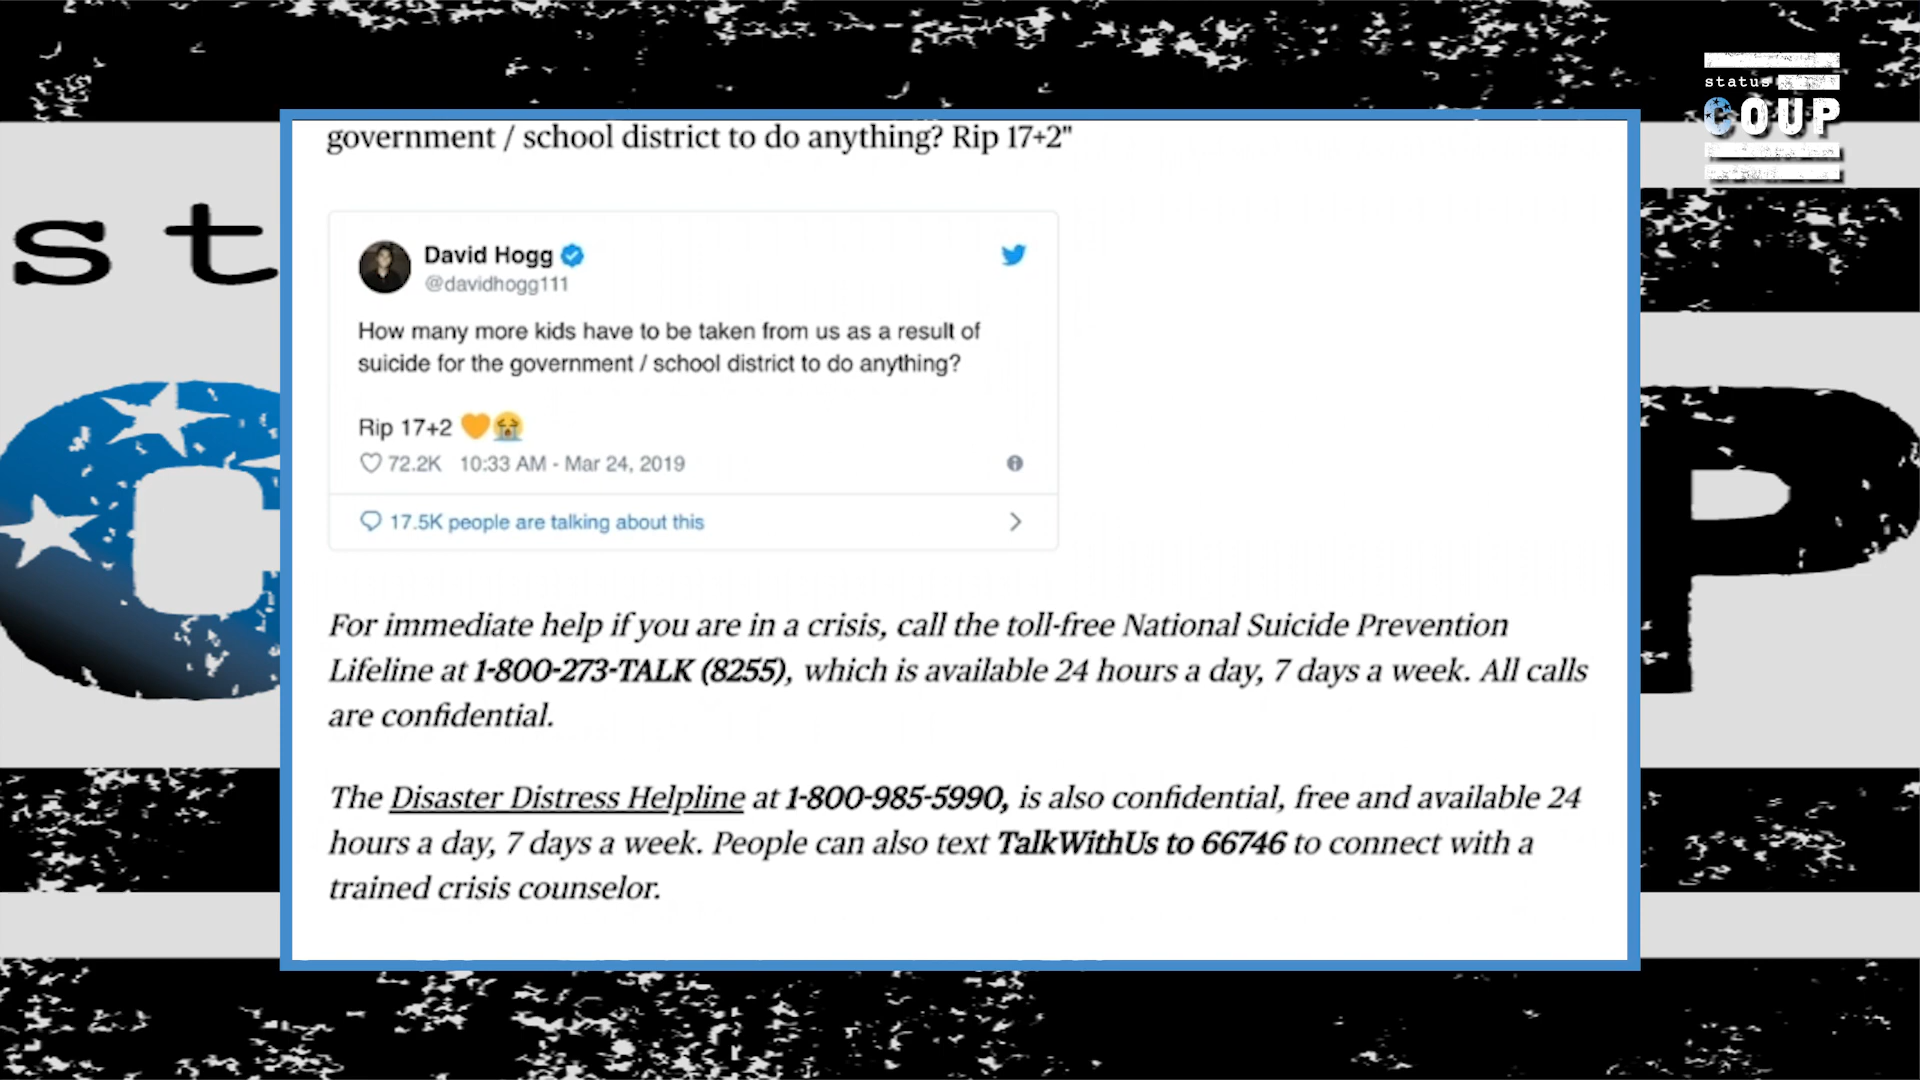 status
COUP
st
C
P
government / school district to do anything? Rip 17+2"
David Hogg
@davidhogg111
How many more kids have to be taken from us as a result of
suicide for the government / school district to do anything?
Rip 17+2 🧡😭
72.2K 10:33 AM - Mar 24, 2019
17.5K people are talking about this
For immediate help if you are in a crisis, call the toll-free National Suicide Prevention
Lifeline at 1-800-273-TALK (8255), which is available 24 hours a day, 7 days a week. All calls
are confidential.
The Disaster Distress Helpline at 1-800-985-5990, is also confidential, free and available 24
hours a day, 7 days a week. People can also text TalkWithUs to 66746 to connect with a
trained crisis counselor.